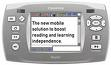 The new mobile
solution to boost
reading and learning
independence.